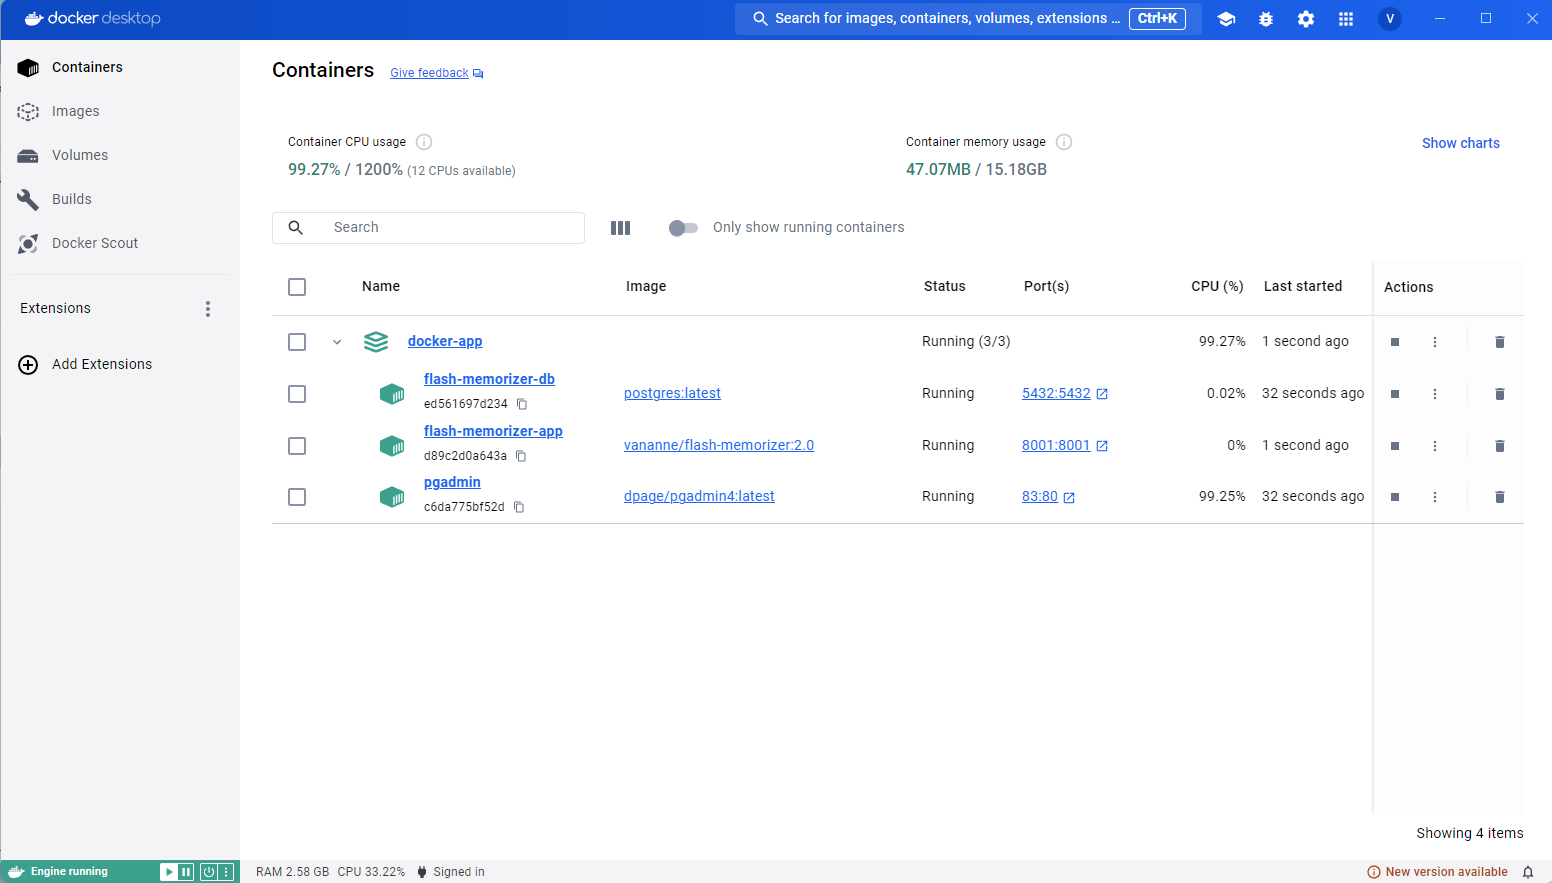 docker desktop
Search for images, containers, volumes, extensions ... Ctrl+K
V
Containers
Images
Volumes
Builds
Docker Scout
Extensions
Add Extensions
Containers Give feedback
Container CPU usage
99.27% / 1200% (12 CPUs available)
Container memory usage
47.07MB / 15.18GB
Show charts
Search
Only show running containers
Name Image Status Port(s) CPU (%) Last started Actions
docker-app Running (3/3) 99.27% 1 second ago
flash-memorizer-db
ed561697d234
postgres:latest Running 5432:5432 0.02% 32 seconds ago
flash-memorizer-app
d89c2d0a643a
vananne/flash-memorizer:2.0 Running 8001:8001 0% 1 second ago
pgadmin
c6da775bf52d
dpage/pgadmin4:latest Running 83:80 99.25% 32 seconds ago
Showing 4 items
Engine running
RAM 2.58 GB CPU 33.22% Signed in
New version available